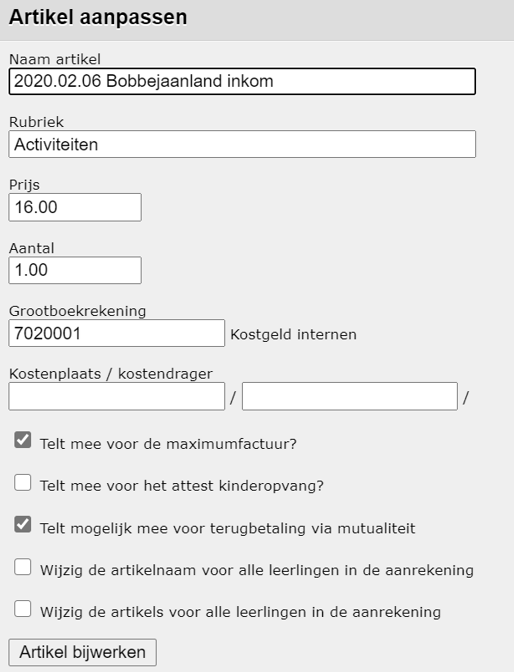 Artikel aanpassen
Naam artikel
2020.02.06 Bobbejaanland inkom
Rubriek
Activiteiten
Prijs
16.00
Aantal
1.00
Grootboekrekening
7020001 Kostgeld internen
Kostenplaats / kostendrager
/ /
Telt mee voor de maximumfactuur?
Telt mee voor het attest kinderopvang?
Telt mogelijk mee voor terugbetaling via mutualiteit
Wijzig de artikelnaam voor alle leerlingen in de aanrekening
Wijzig de artikels voor alle leerlingen in de aanrekening
Artikel bijwerken